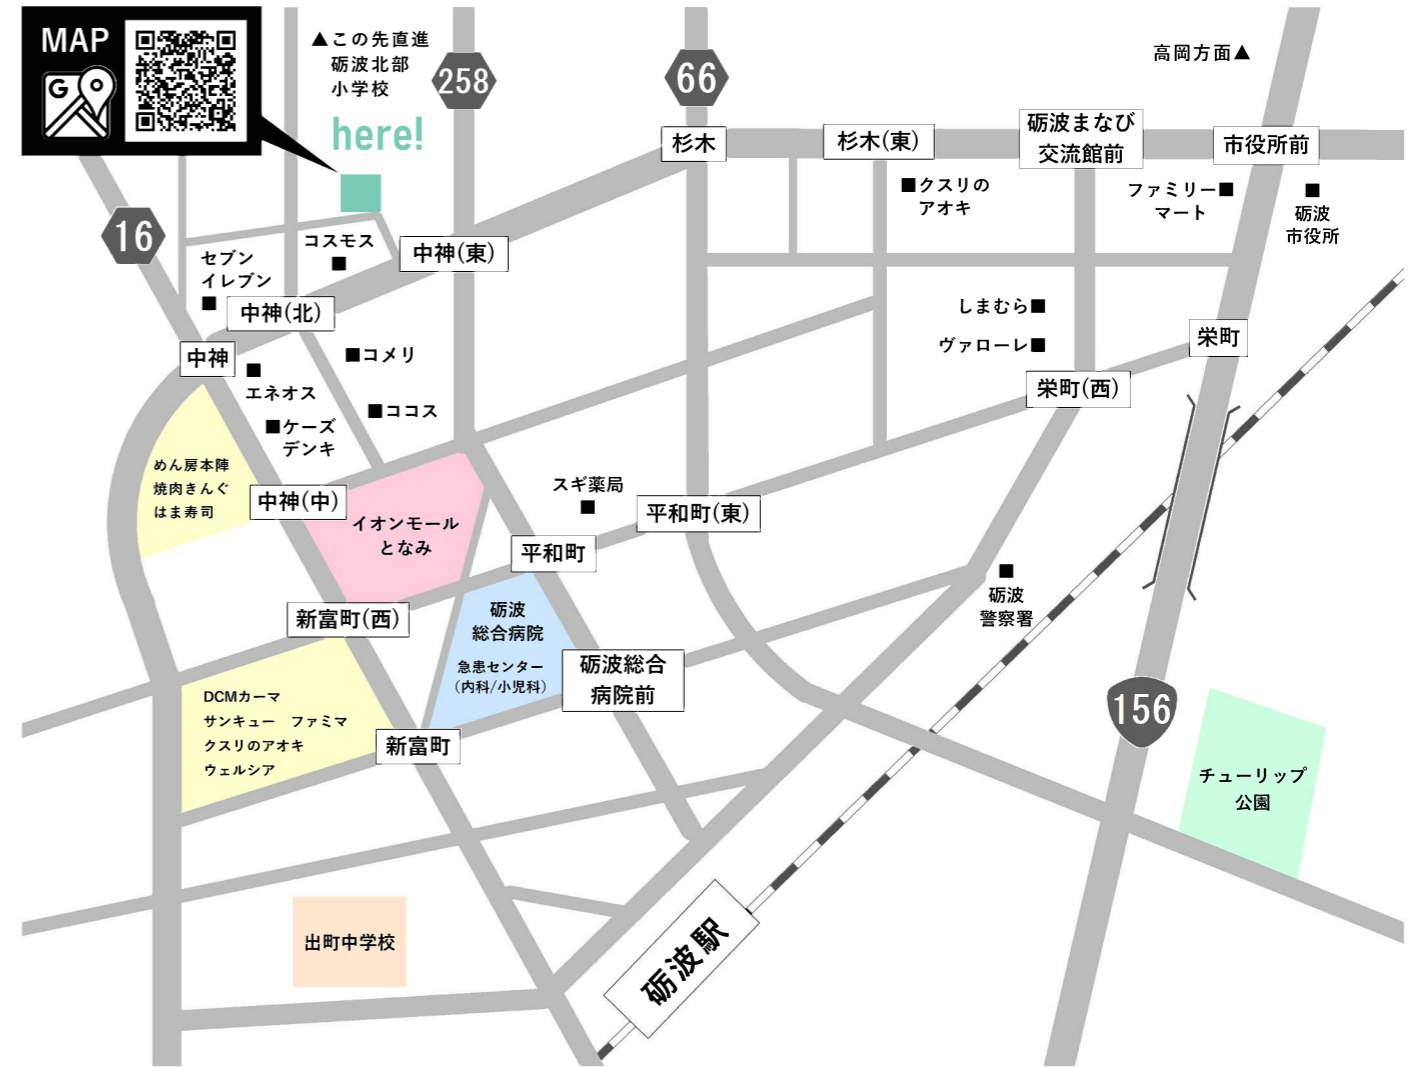 MAP
G
▲この先直進
砺波北部
小学校
here!
258
66
高岡方面▲
杉木
杉木(東)
砺波まなび
交流館前
市役所前
■クスリの
アオキ
ファミリー■
マート
砺波
市役所
16
セブン
イレブン
コスモス
中神(東)
中神(北)
中神
エネオス
■コメリ
■ココス
■ケーズ
デンキ
しまむら■
ヴァローレ■
栄町
栄町(西)
めん房本陣
焼肉きんぐ
はま寿司
中神(中)
イオンモール
となみ
スギ薬局
平和町(東)
平和町
新富町(西)
砺波
総合病院
急患センター
(内科/小児科)
砺波総合
病院前
砺波
警察署
DCMカーマ
サンキュー ファミマ
クスリのアオキ
ウェルシア
新富町
156
チューリップ
公園
出町中学校
砺波駅